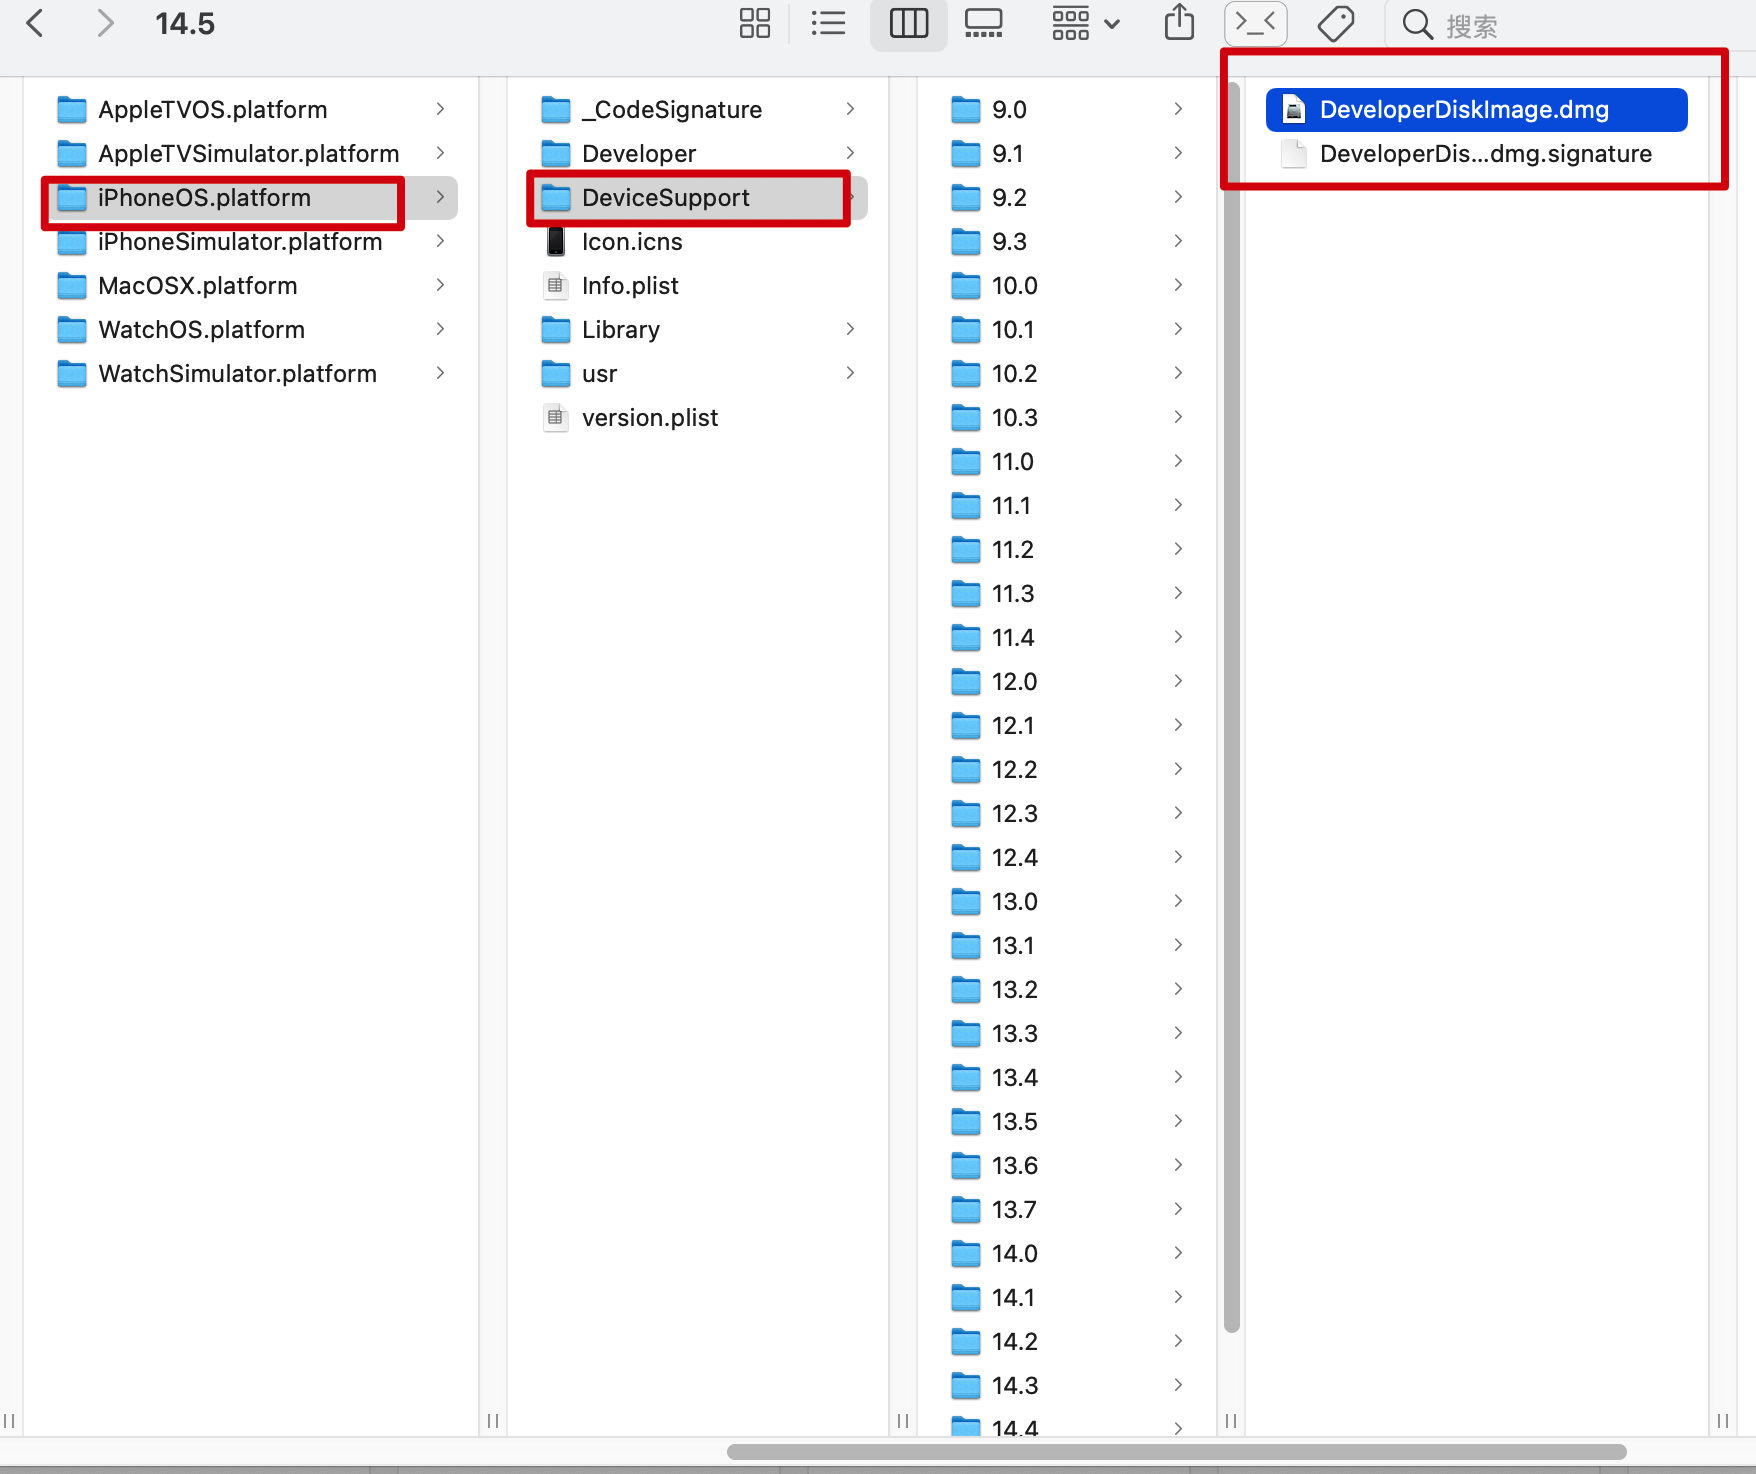 14.5
搜索
AppleTVOS.platform
AppleTVSimulator.platform
iPhoneOS.platform
iPhoneSimulator.platform
MacOSX.platform
WatchOS.platform
WatchSimulator.platform
_CodeSignature
Developer
DeviceSupport
Icon.icns
Info.plist
Library
usr
version.plist
9.0
9.1
9.2
9.3
10.0
10.1
10.2
10.3
11.0
11.1
11.2
11.3
11.4
12.0
12.1
12.2
12.3
12.4
13.0
13.1
13.2
13.3
13.4
13.5
13.6
13.7
14.0
14.1
14.2
14.3
14.4
DeveloperDiskImage.dmg
DeveloperDis...dmg.signature